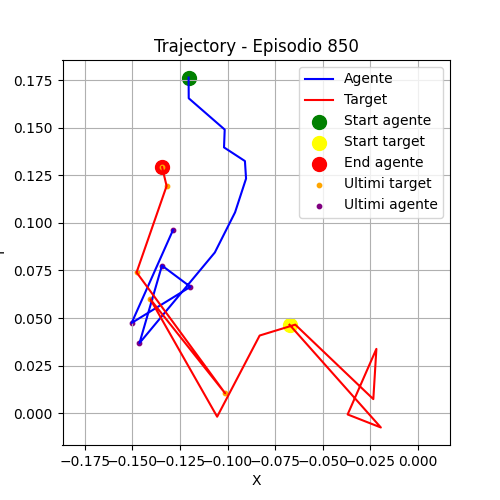 Trajectory - Episodio 850
Agente
Target
Start agente
Start target
End agente
Ultimi target
Ultimi agente
0.175
0.150
0.125
0.100
0.075
0.050
0.025
0.000
−0.175 −0.150 −0.125 −0.100 −0.075 −0.050 −0.025 0.000
X